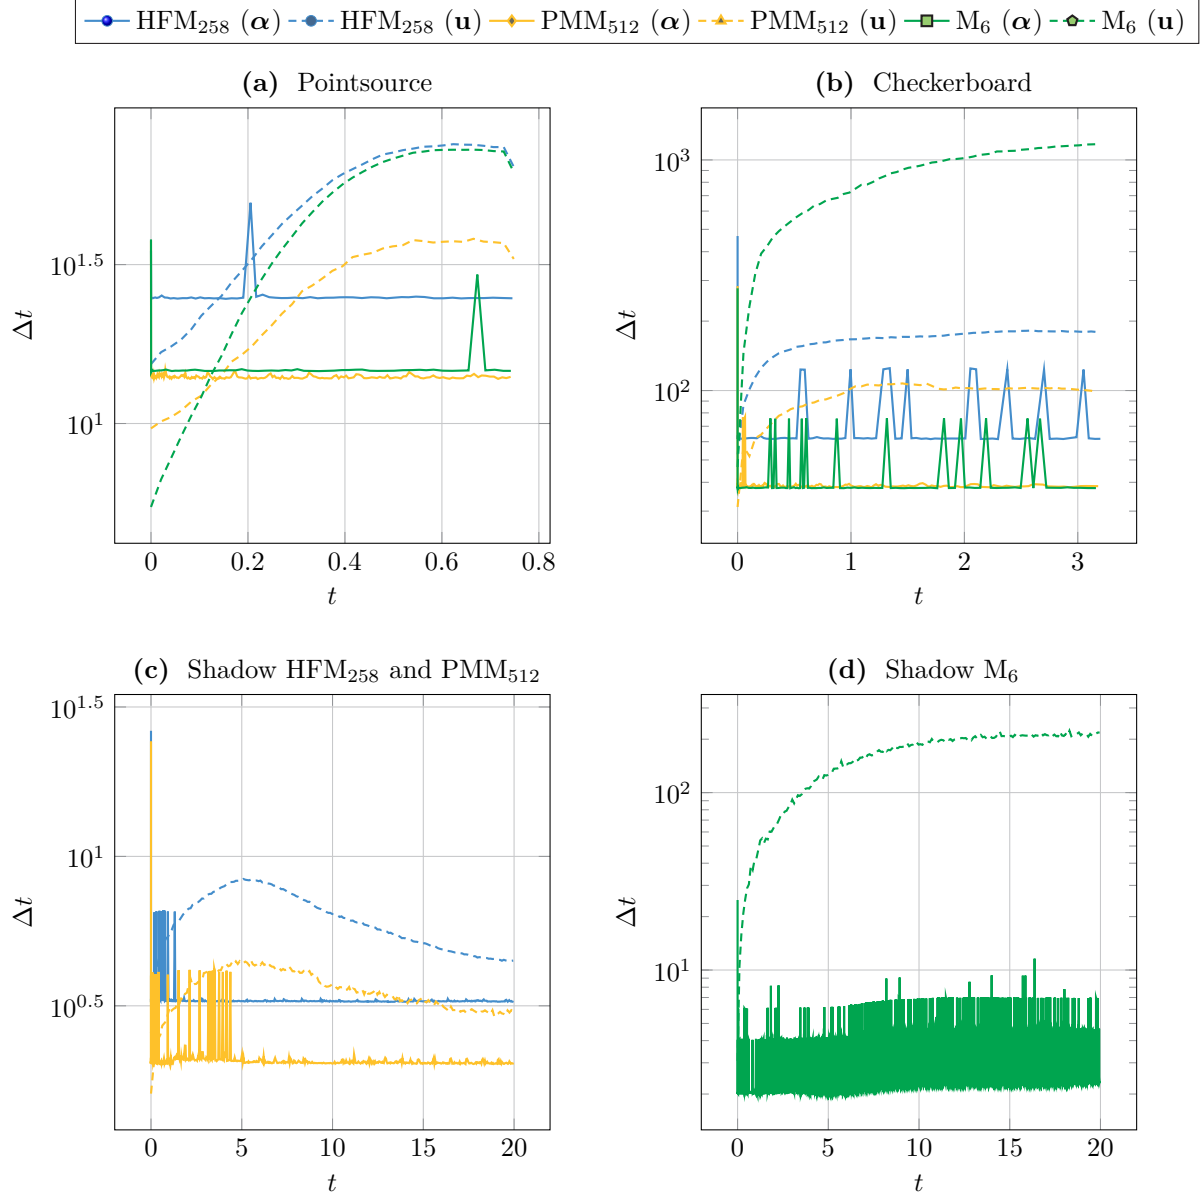 HFM258 (α) HFM258 (u) PMM512 (α) PMM512 (u) M6 (α) M6 (u)
(a) Pointsource
10^1.5
10^1
Δt
0 0.2 0.4 0.6 0.8
t
(b) Checkerboard
10^3
10^2
Δt
0 1 2 3
t
(c) Shadow HFM258 and PMM512
10^1.5
10^1
10^0.5
Δt
0 5 10 15 20
t
(d) Shadow M6
10^2
10^1
Δt
0 5 10 15 20
t